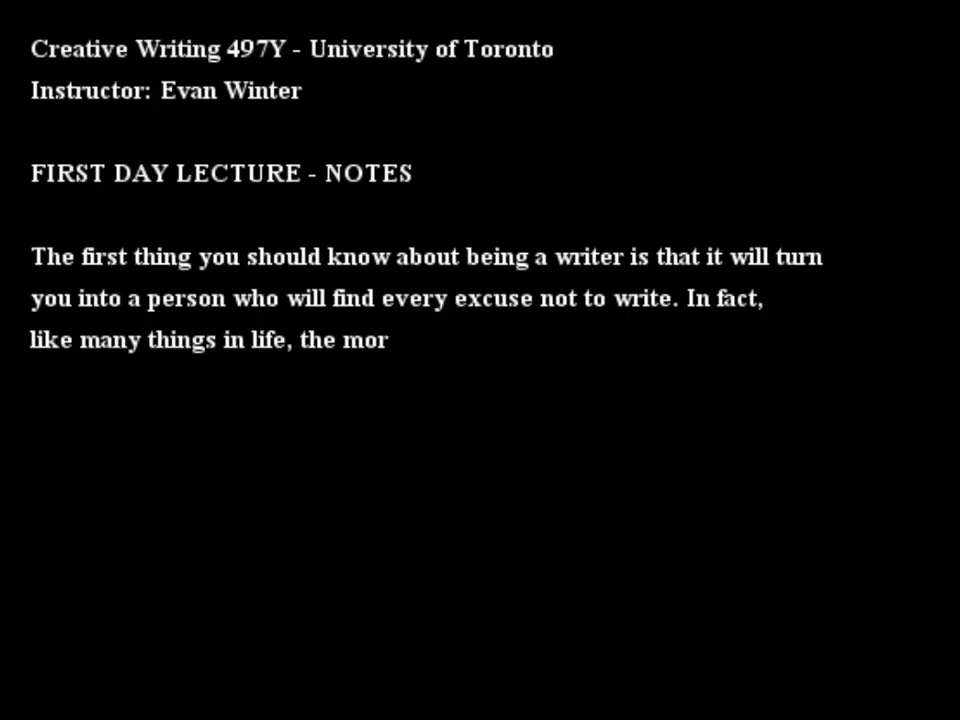 Creative Writing 497Y - University of Toronto
Instructor: Evan Winter
FIRST DAY LECTURE - NOTES
The first thing you should know about being a writer is that it will turn
you into a person who will find every excuse not to write. In fact,
like many things in life, the mor